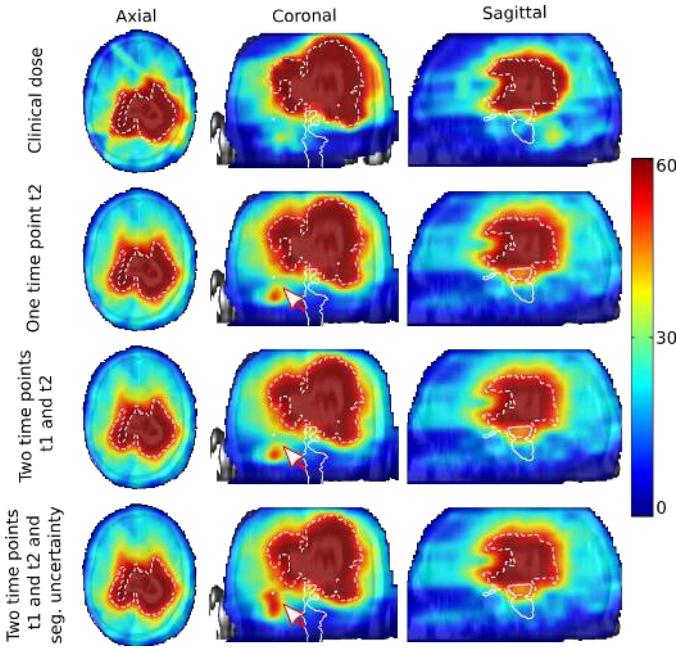 Axial
Coronal
Sagittal
Clinical dose
One time point t2
Two time points
t1 and t2
Two time points
t1 and t2 and
seg. uncertainty
60
30
0